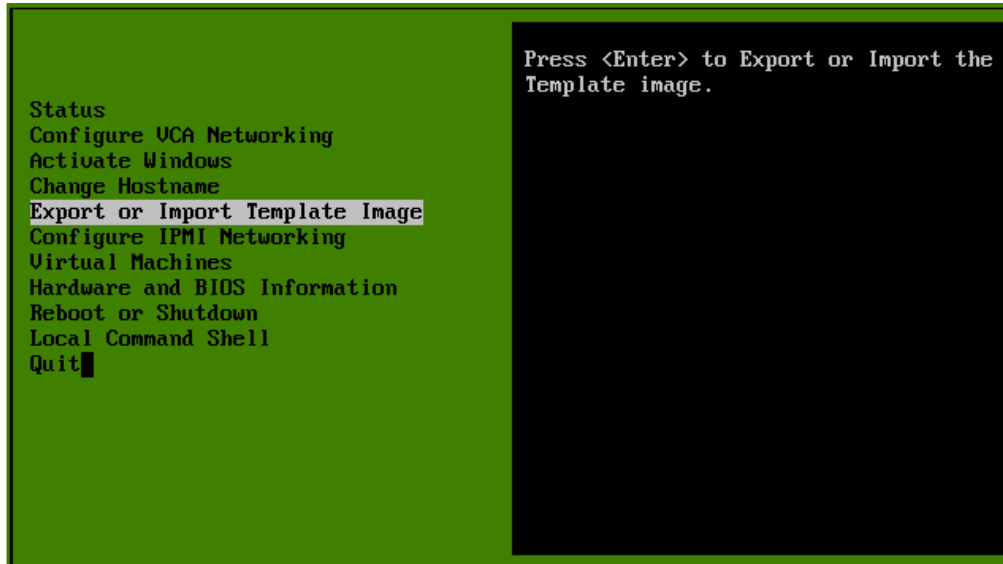 Status
Configure VCA Networking
Activate Windows
Change Hostname
Export or Import Template Image
Configure IPMI Networking
Virtual Machines
Hardware and BIOS Information
Reboot or Shutdown
Local Command Shell
Quit
Press <Enter> to Export or Import the
Template image.